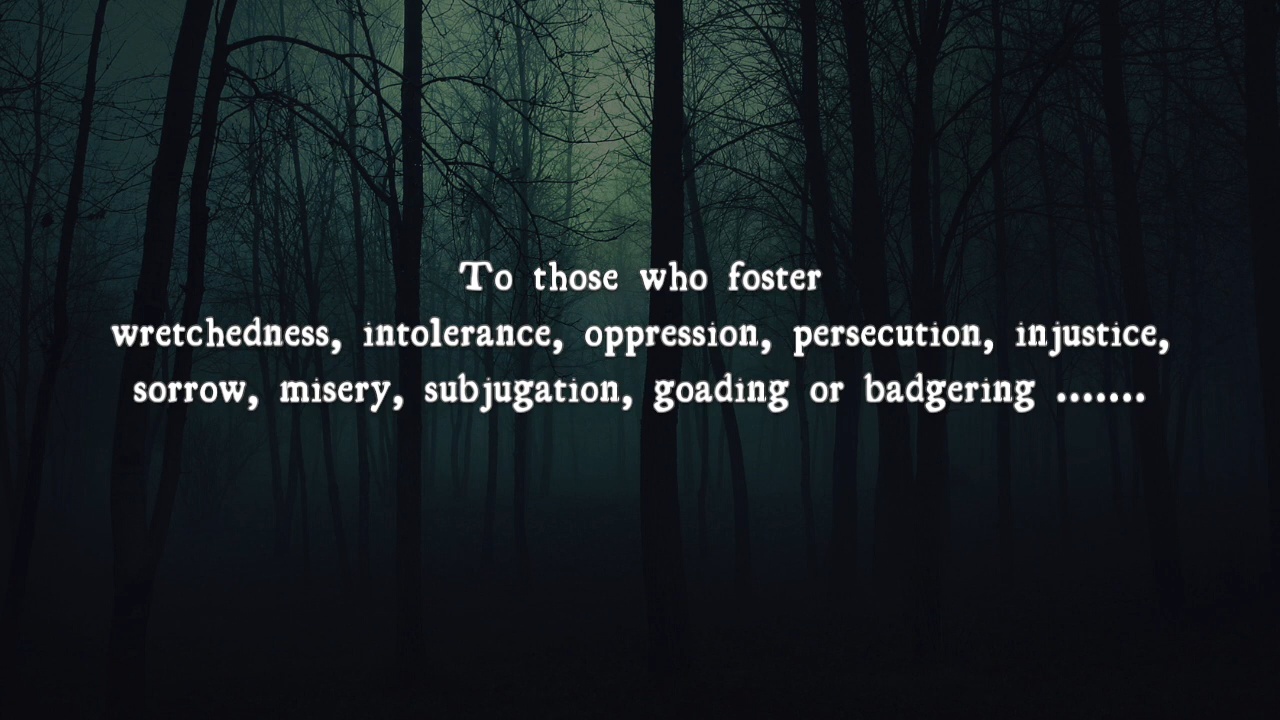 To those who foster
wretchedness, intolerance, oppression, persecution, injustice,
sorrow, misery, subjugation, goading or badgering .......